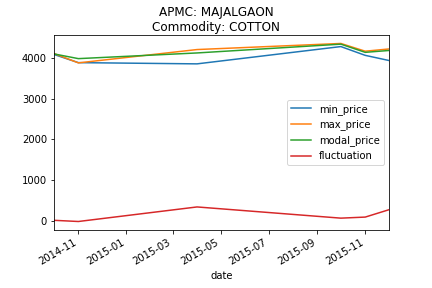 APMC: MAJALGAON
Commodity: COTTON
4000
3000
2000
1000
0
min_price
max_price
modal_price
fluctuation
2014-11
2015-01
2015-03
2015-05
2015-07
2015-09
2015-11
date